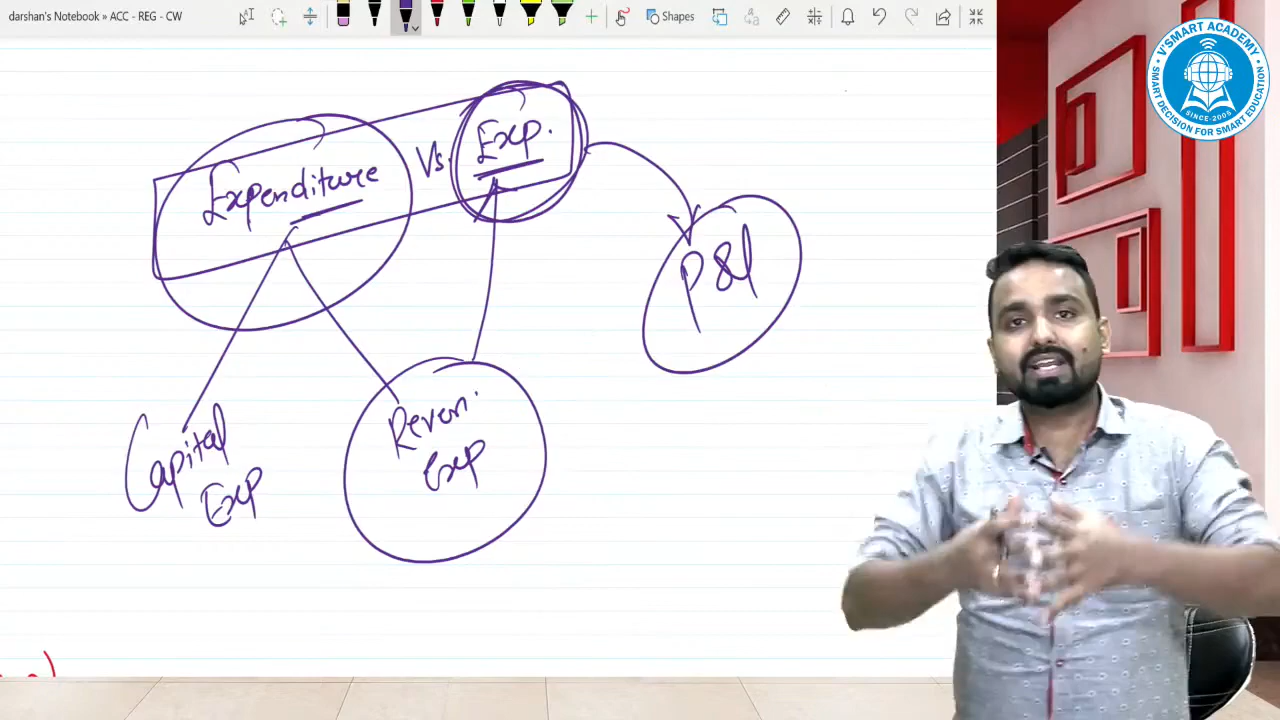 darshan's Notebook » ACC - REG - CW
Shapes
V'SMART ACADEMY
SINCE-2005
SMART DECISION FOR SMART EDUCATION
Expenditure Vs. Exp.
P&l
Capital
Exp
Reven.
Exp